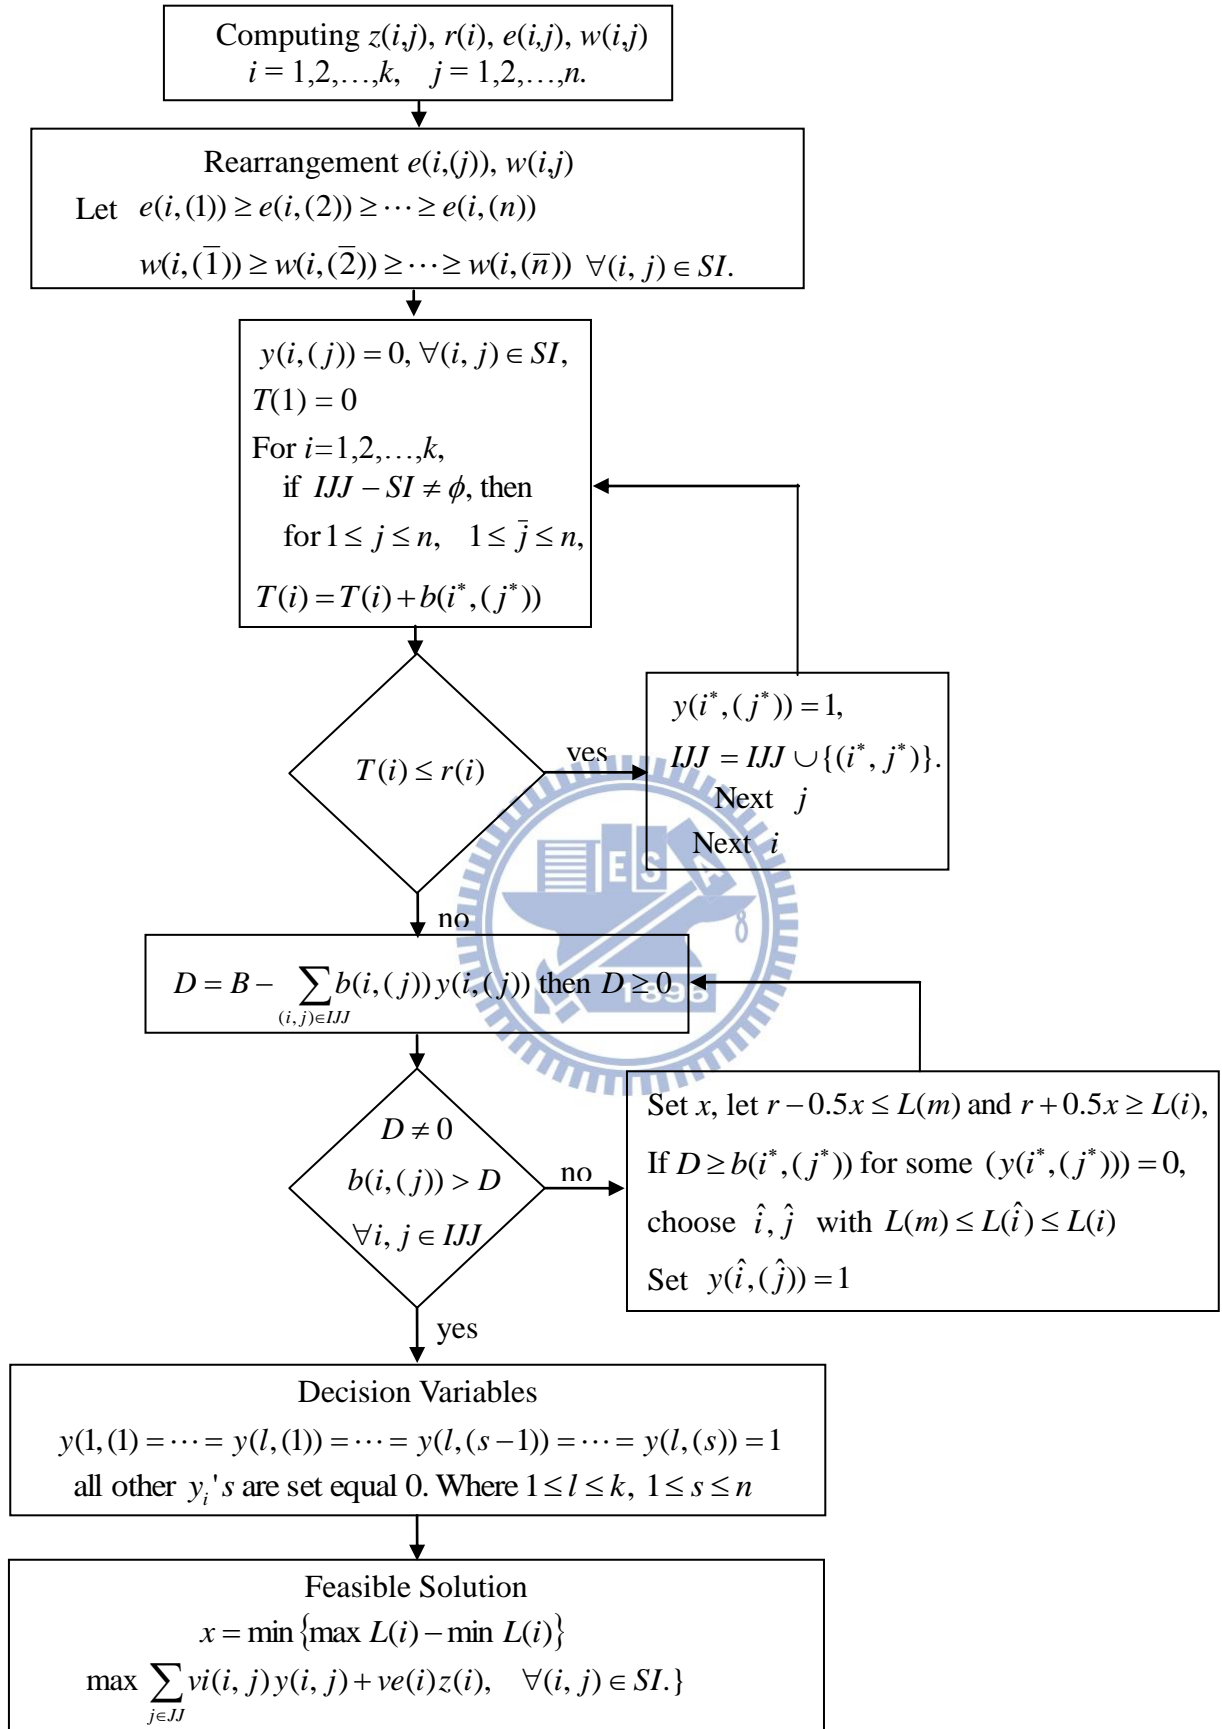 Computing z(i,j), r(i), e(i,j), w(i,j)
i = 1,2,…,k, j = 1,2,…,n.
Rearrangement e(i,(j)), w(i,j)
Let e(i,(1)) ≥ e(i,(2)) ≥ ⋯ ≥ e(i,(n))
w(i,(1̄)) ≥ w(i,(2̄)) ≥ ⋯ ≥ w(i,(n̄)) ∀(i, j) ∈ SI.
y(i,(j)) = 0, ∀(i, j) ∈ SI,
T(1) = 0
For i=1,2,…,k,
if IJJ − SI ≠ ϕ, then
for 1 ≤ j ≤ n, 1 ≤ j̄ ≤ n,
T(i) = T(i) + b(i*,(j*))
T(i) ≤ r(i)
yes
y(i*,(j*)) = 1,
IJJ = IJJ ∪ {(i*, j*)}.
Next j
Next i
no
E S A
1896
D = B − ∑ b(i,(j)) y(i,(j)) then D ≥ 0
(i, j)∈IJJ
D ≠ 0
b(i,(j)) > D
∀i, j ∈ IJJ
no
Set x, let r − 0.5x ≤ L(m) and r + 0.5x ≥ L(i),
If D ≥ b(i*,(j*)) for some (y(i*,(j*))) = 0,
choose î, ĵ with L(m) ≤ L(î) ≤ L(i)
Set y(î,(ĵ)) = 1
yes
Decision Variables
y(1,(1) = ⋯ = y(l,(1)) = ⋯ = y(l,(s−1)) = ⋯ = y(l,(s)) = 1
all other yᵢ's are set equal 0. Where 1 ≤ l ≤ k, 1 ≤ s ≤ n
Feasible Solution
x = min {max L(i) − min L(i)}
max ∑ vi(i, j) y(i, j) + ve(i) z(i), ∀(i, j) ∈ SI.}
j∈JJ